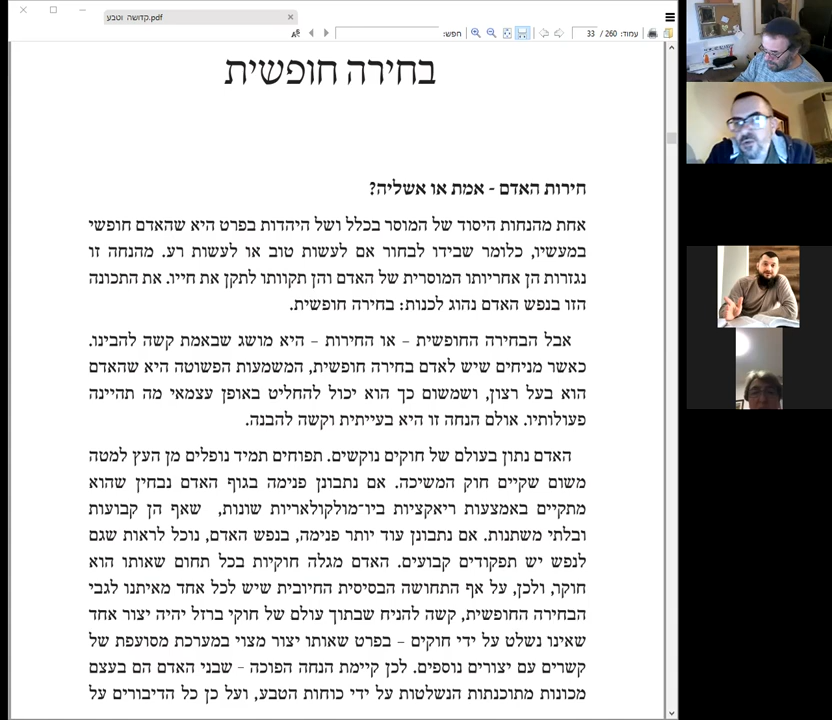 קדושה וטבע.pdf
עמוד: 33 / 260
חיפש:
בחירה חופשית
חירות האדם - אמת או אשליה?
אחת מהנחות היסוד של המוסר בכלל ושל היהדות בפרט היא שהאדם חופשי
במעשיו, כלומר שבידו לבחור אם לעשות טוב או לעשות רע. מהנחה זו
נגזרות הן אחריותו המוסרית של האדם והן תקוותו לתקן את חייו. את התכונה
הזו בנפש האדם נהוג לכנות: בחירה חופשית.
אבל הבחירה החופשית – או החירות – היא מושג שבאמת קשה להבינו.
כאשר מניחים שיש לאדם בחירה חופשית, המשמעות הפשוטה היא שהאדם
הוא בעל רצון, ושמשום כך הוא יכול להחליט באופן עצמאי מה תהיינה
פעולותיו. אולם הנחה זו היא בעייתית וקשה להבנה.
האדם נתון בעולם של חוקים נוקשים. תפוחים תמיד נופלים מן העץ למטה
משום שקיים חוק המשיכה. אם נתבונן פנימה בגוף האדם נבחין שהוא
מתקיים באמצעות ריאקציות ביו־מולקולאריות שונות, שאף הן קבועות
ובלתי משתנות. אם נתבונן עוד יותר פנימה, בנפש האדם, נוכל לראות שגם
לנפש יש תפקודים קבועים. האדם מגלה חוקיות בכל תחום שאותו הוא
חוקר, ולכן, על אף התחושה הבסיסית החיובית שיש לכל אחד מאיתנו לגבי
הבחירה החופשית, קשה להניח שבתוך עולם של חוקי ברזל יהיה יצור אחד
שאינו נשלט על ידי חוקים – בפרט שאותו יצור מצוי במערכת מסועפת של
קשרים עם יצורים נוספים. לכן קיימת הנחה הפוכה – שבני האדם הם בעצם
מכונות מתוכנתות הנשלטות על ידי כוחות הטבע, ועל כן כל הדיבורים על